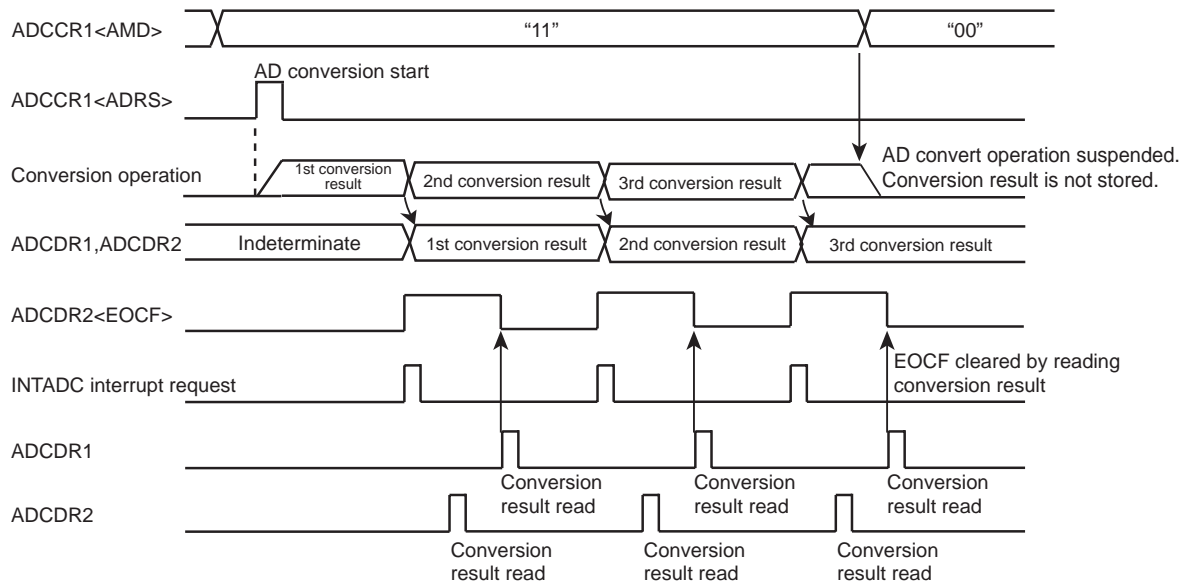 ADCCR1<AMD>
“11”
“00”
AD conversion start
ADCCR1<ADRS>
Conversion operation
1st conversion
result
2nd conversion result
3rd conversion result
AD convert operation suspended.
Conversion result is not stored.
ADCDR1,ADCDR2
Indeterminate
1st conversion result
2nd conversion result
3rd conversion result
ADCDR2<EOCF>
EOCF cleared by reading
conversion result
INTADC interrupt request
ADCDR1
Conversion
result read
Conversion
result read
Conversion
result read
ADCDR2
Conversion
result read
Conversion
result read
Conversion
result read